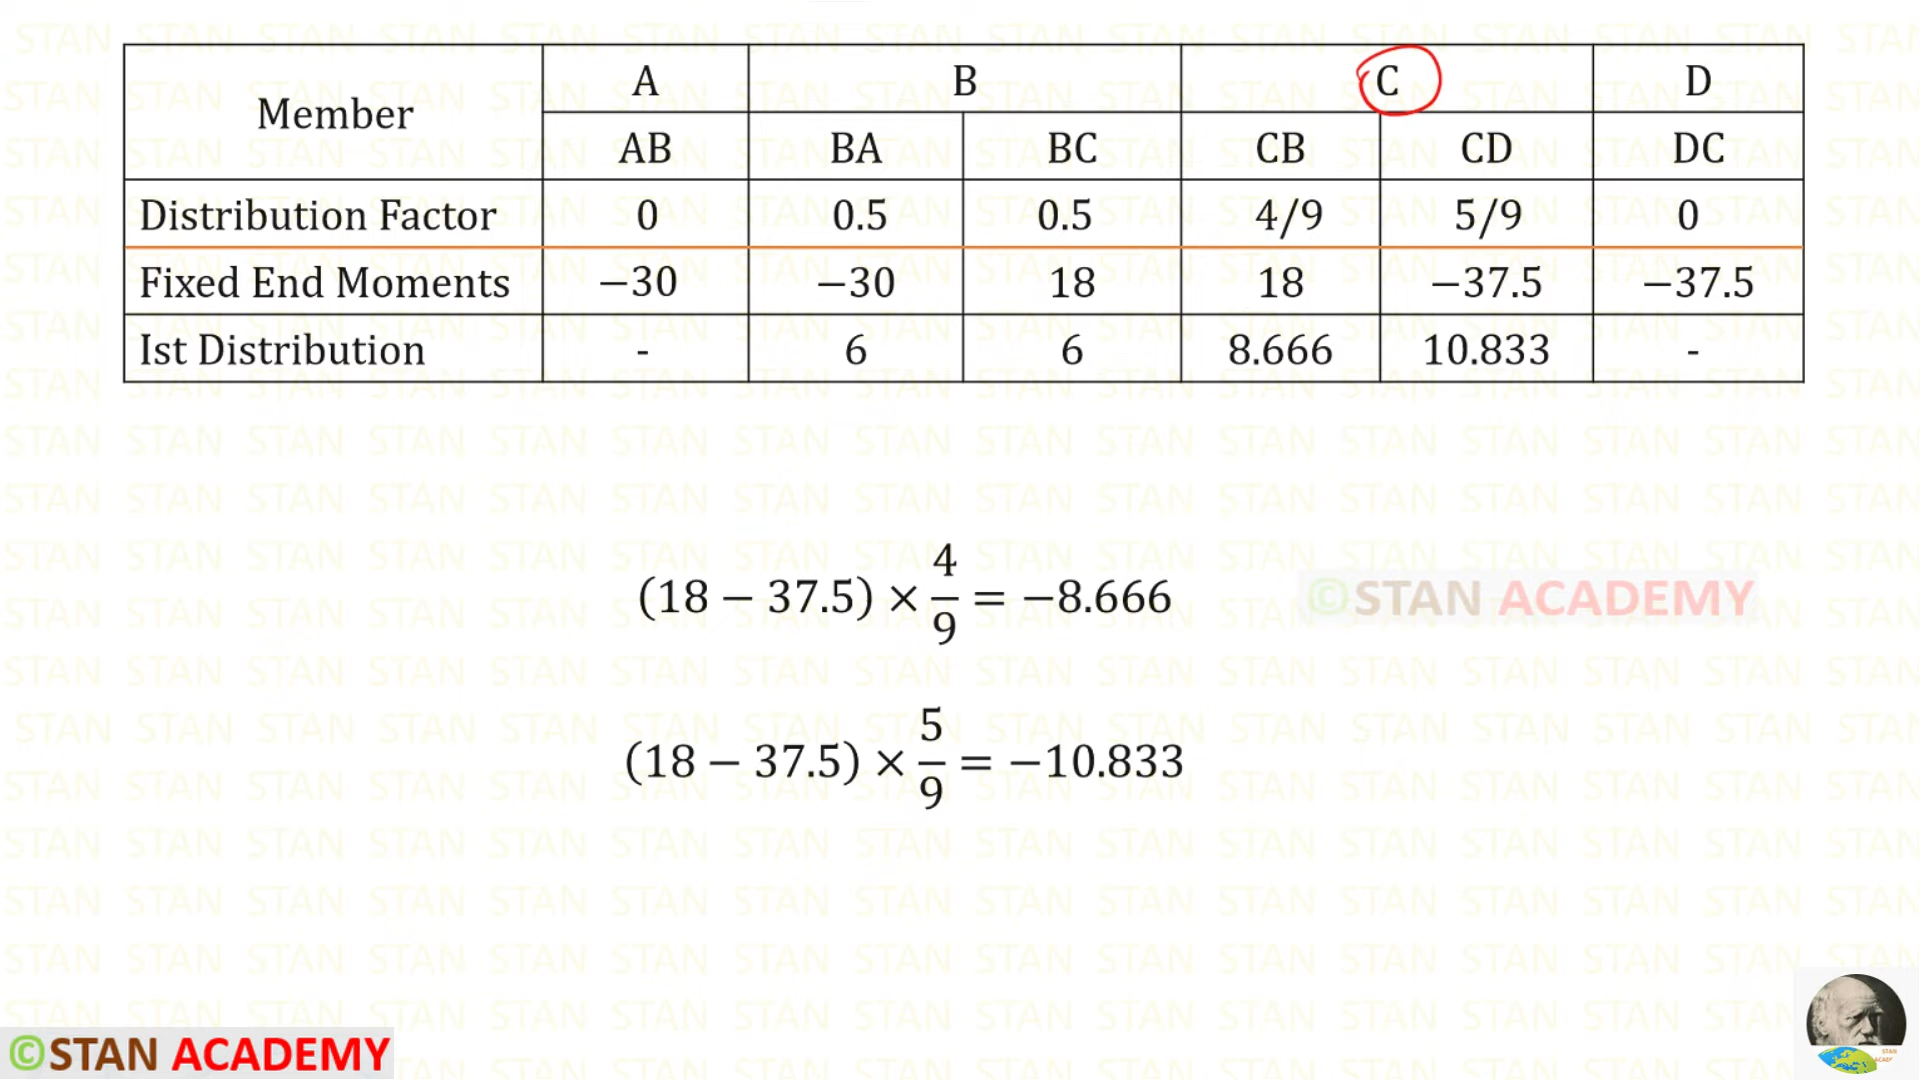 Member A B C D
AB BA BC CB CD DC
Distribution Factor 0 0.5 0.5 4/9 5/9 0
Fixed End Moments −30 −30 18 18 −37.5 −37.5
Ist Distribution - 6 6 8.666 10.833 -
(18 − 37.5) × 4/9 = −8.666
©STAN ACADEMY
(18 − 37.5) × 5/9 = −10.833
©STAN ACADEMY